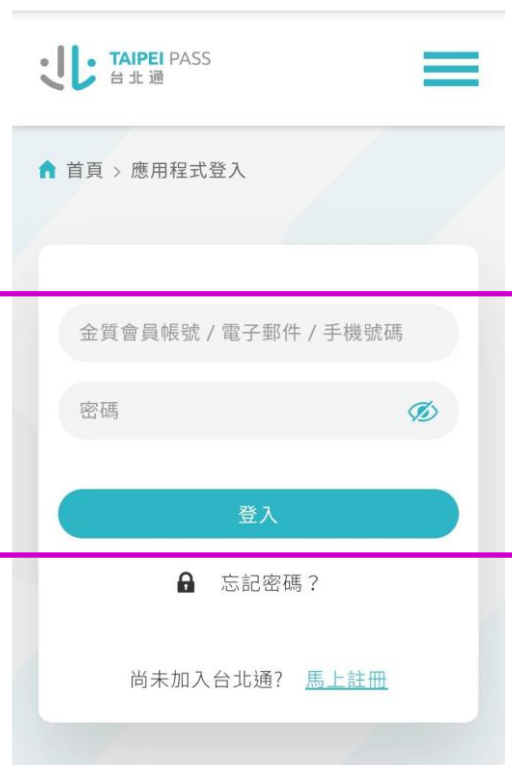 TAIPEI PASS
台北通
首頁 > 應用程式登入
金質會員帳號 / 電子郵件 / 手機號碼
密碼
登入
忘記密碼？
尚未加入台北通? 馬上註冊